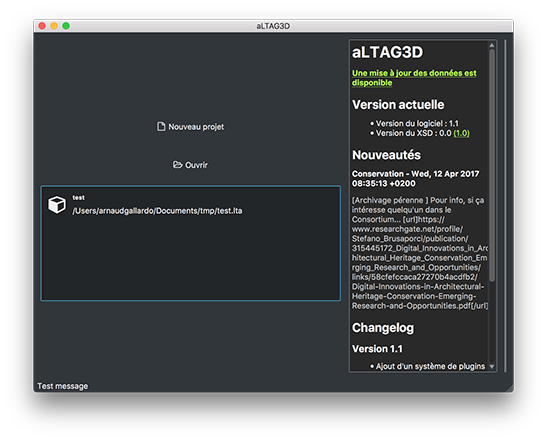 aLTAG3D
Nouveau projet
Ouvrir
test
/Users/arnaudgallardo/Documents/tmp/test.lta
aLTAG3D
Une mise à jour des données est
disponible
Version actuelle
• Version du logiciel : 1.1
• Version du XSD : 0.0 (1.0)
Nouveautés
Conservation - Wed, 12 Apr 2017
08:35:13 +0200
[Archivage pérenne ] Pour info, si ça
intéresse quelqu'un dans le
Consortium... [url]https://
www.researchgate.net/profile/
Stefano_Brusaporci/publication/
315445172_Digital_Innovations_in_Arc
hitectural_Heritage_Conservation_Em
erging_Research_and_Opportunities/
links/58cfefccaca27270b4acdfb2/
Digital-Innovations-in-Architectural-
Heritage-Conservation-Emerging-
Research-and-Opportunities.pdf[/url]
Changelog
Version 1.1
• Ajout d'un système de plugins
Test message